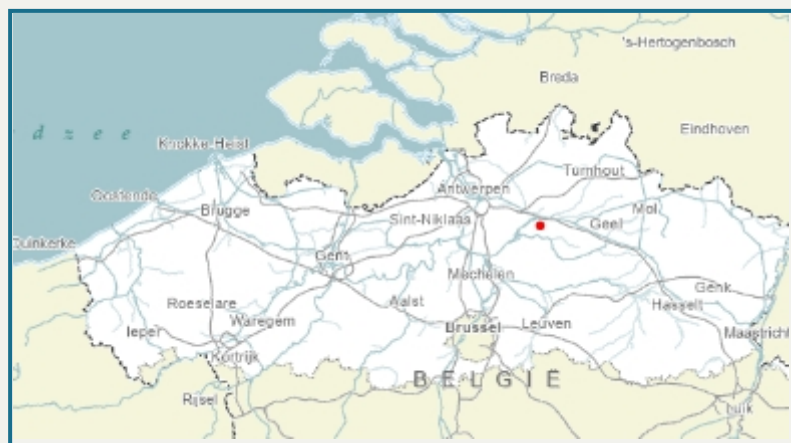 's-Hertogenbosch
Breda
Eindhoven
d z e e
Knokke-Heist
Turnhout
Antwerpen
Oostende
Mol
Brugge
Sint-Niklaas
Geel
Duinkerke
Gent
Mechelen
Genk
Roeselare
Aalst
Hasselt
Ieper
Waregem
Brussel
Leuven
Maastricht
Kortrijk
BELGIË
Rijsel
Luik